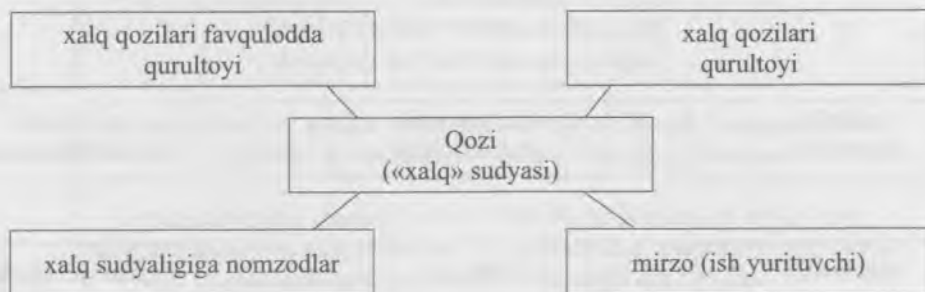 xalq qozilari favqulodda
qurultoyi
xalq qozilari
qurultoyi
Qozi
(«xalq» sudyasi)
xalq sudyaligiga nomzodlar
mirzo (ish yurituvchi)